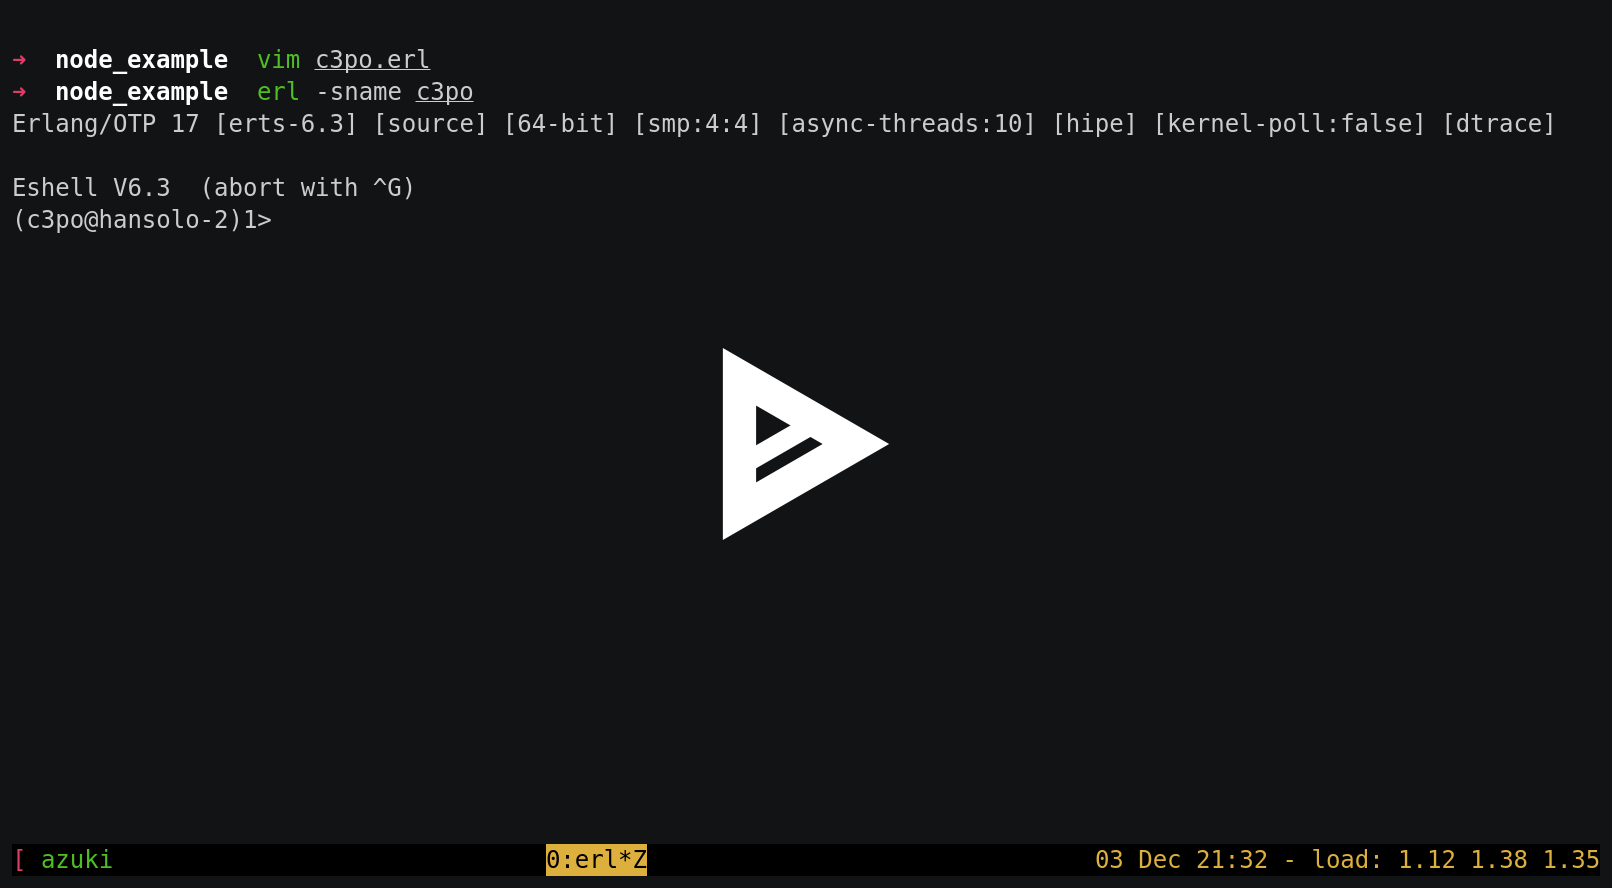 ➜  node_example  vim c3po.erl
➜  node_example  erl -sname c3po
Erlang/OTP 17 [erts-6.3] [source] [64-bit] [smp:4:4] [async-threads:10] [hipe] [kernel-poll:false] [dtrace]
Eshell V6.3  (abort with ^G)
(c3po@hansolo-2)1>
[ azuki 0:erl*Z 03 Dec 21:32 - load: 1.12 1.38 1.35